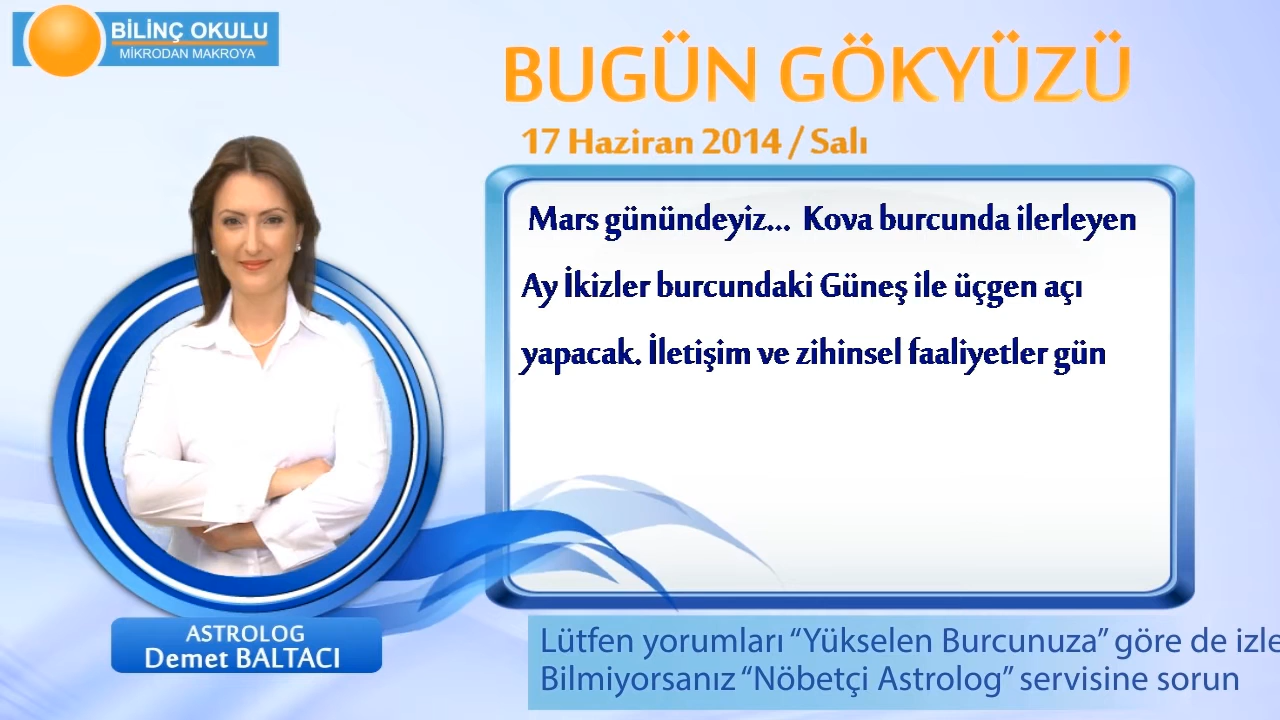 BİLİNÇ OKULU
MİKRODAN MAKROYA
BUGÜN GÖKYÜZÜ
17 Haziran 2014 / Salı
Mars günündeyiz... Kova burcunda ilerleyen
Ay İkizler burcundaki Güneş ile üçgen açı
yapacak. İletişim ve zihinsel faaliyetler gün
ASTROLOG
Demet BALTACI
Lütfen yorumları “Yükselen Burcunuza” göre de izle
Bilmiyorsanız “Nöbetçi Astrolog” servisine sorun